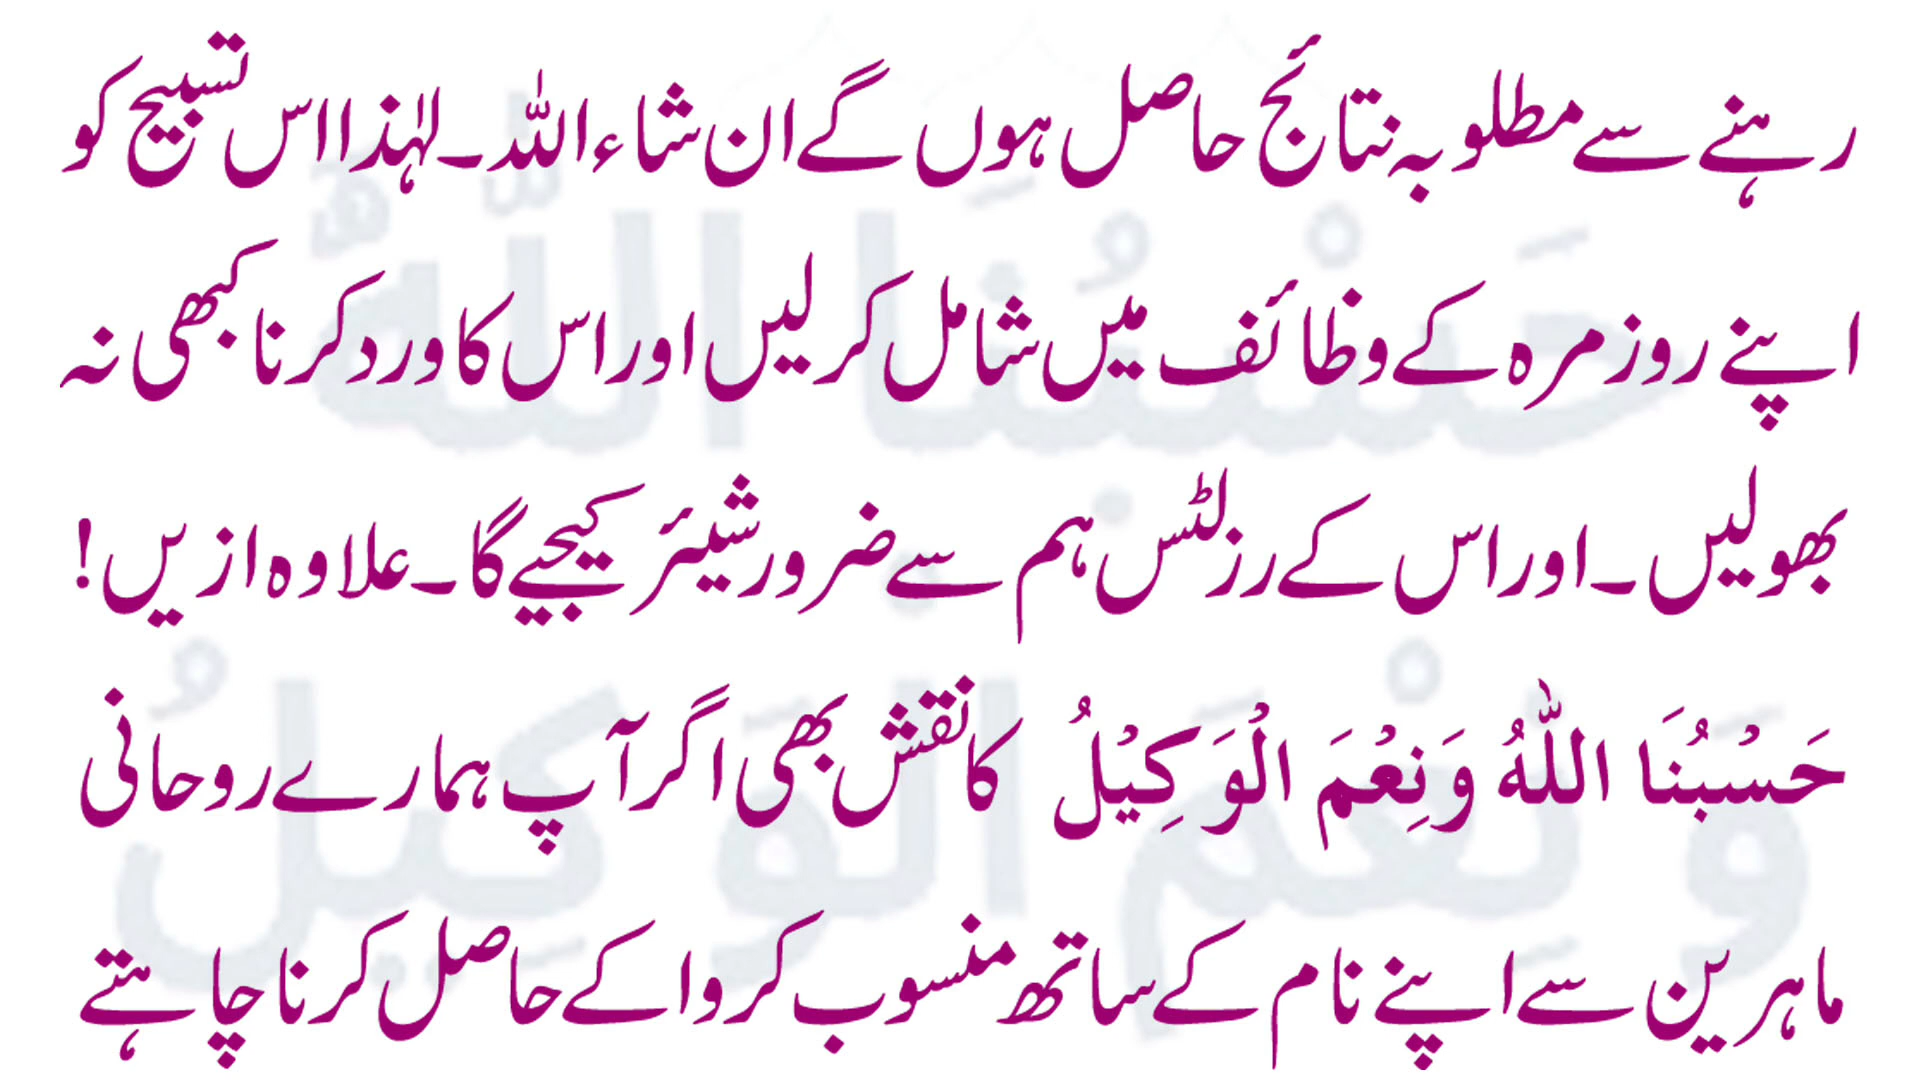 رہنے سے مطلوبہ نتائج حاصل ہوں گے ان شاء اللہ۔ لہٰذا اس تسبیح کو
اپنے روزمرہ کے وظائف میں شامل کرلیں اور اس کا ورد کرنا کبھی نہ
بھولیں۔ اور اس کے رزلٹس ہم سے ضرور شیئر کیجیے گا۔ علاوہ ازیں!
حَسْبُنَا اللّٰهُ وَنِعْمَ الْوَكِيْلُ کا نقش بھی اگر آپ ہمارے روحانی
ماہرین سے اپنے نام کے ساتھ منسوب کروا کے حاصل کرنا چاہتے
حَسْبُنَا اللّٰهُ
وَنِعْمَ الْوَكِيلُ